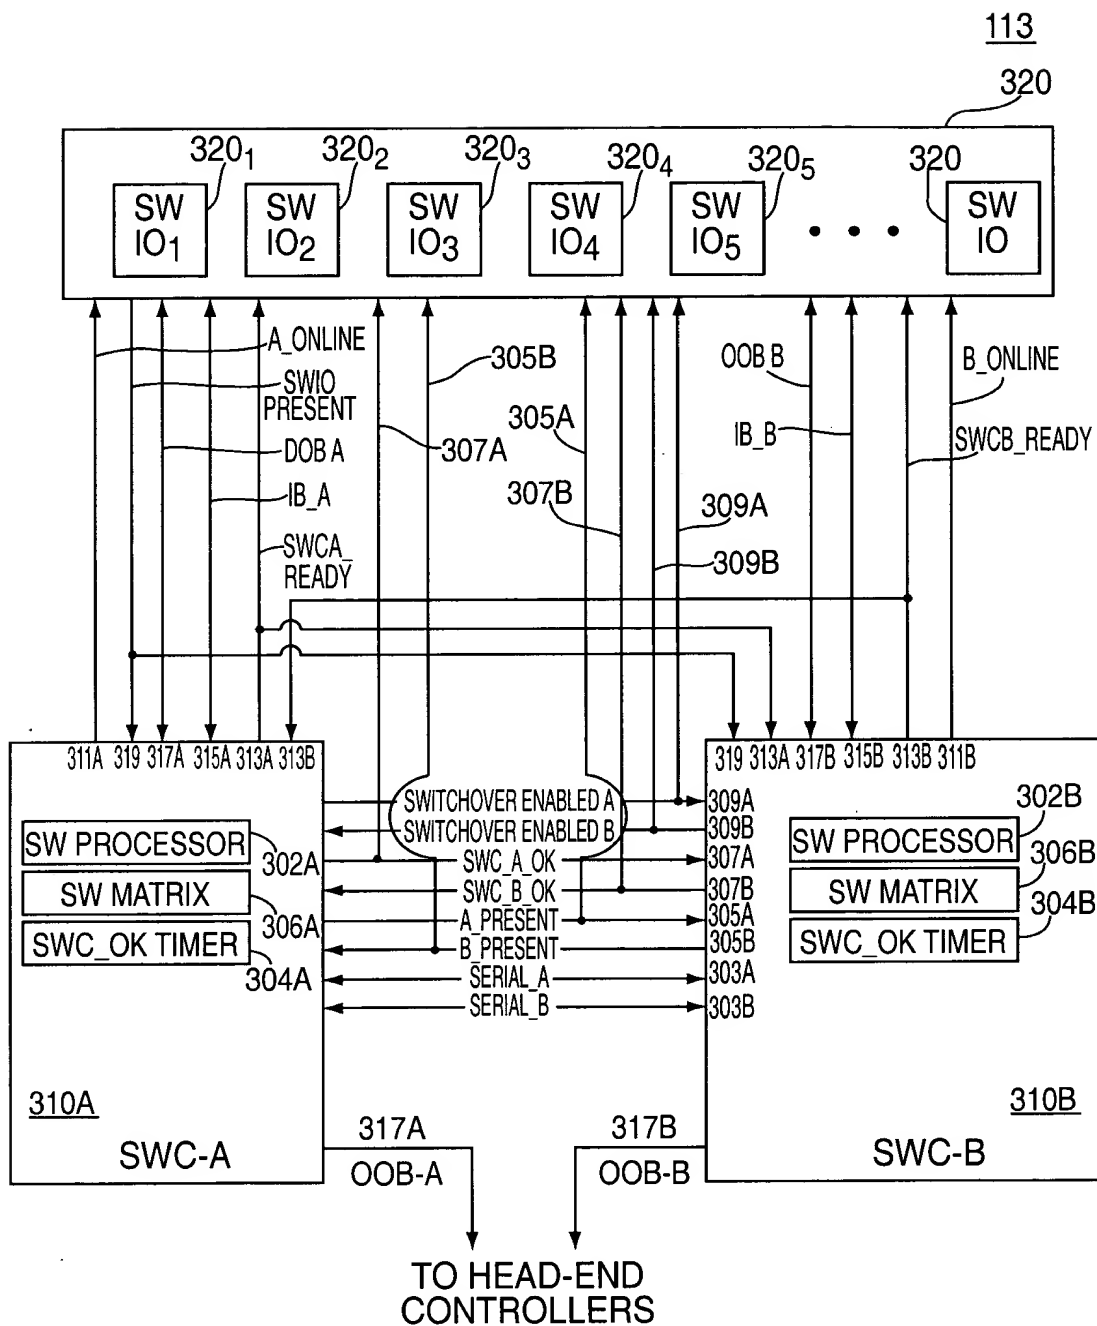 113
320
320₁
320₂
320₃
320₄
320₅
320
SW
IO₁
SW
IO₂
SW
IO₃
SW
IO₄
SW
IO₅
• • •
SW
IO
A_ONLINE
SWIO
PRESENT
DOB A
IB_A
SWCA_
READY
307A
305B
305A
307B
309A
309B
OOB B
IB_B
B_ONLINE
SWCB_READY
311A 319 317A 315A 313A 313B
319 313A 317B 315B 313B 311B
SWITCHOVER ENABLED A
309A
SWITCHOVER ENABLED B
309B
SWC_A_OK
307A
SWC_B_OK
307B
A_PRESENT
305A
B_PRESENT
305B
SERIAL_A
303A
SERIAL_B
303B
SW PROCESSOR
302A
SW MATRIX
306A
SWC_OK TIMER
304A
310A
SWC-A
302B
SW PROCESSOR
306B
SW MATRIX
304B
SWC_OK TIMER
310B
SWC-B
317A
OOB-A
317B
OOB-B
TO HEAD-END
CONTROLLERS